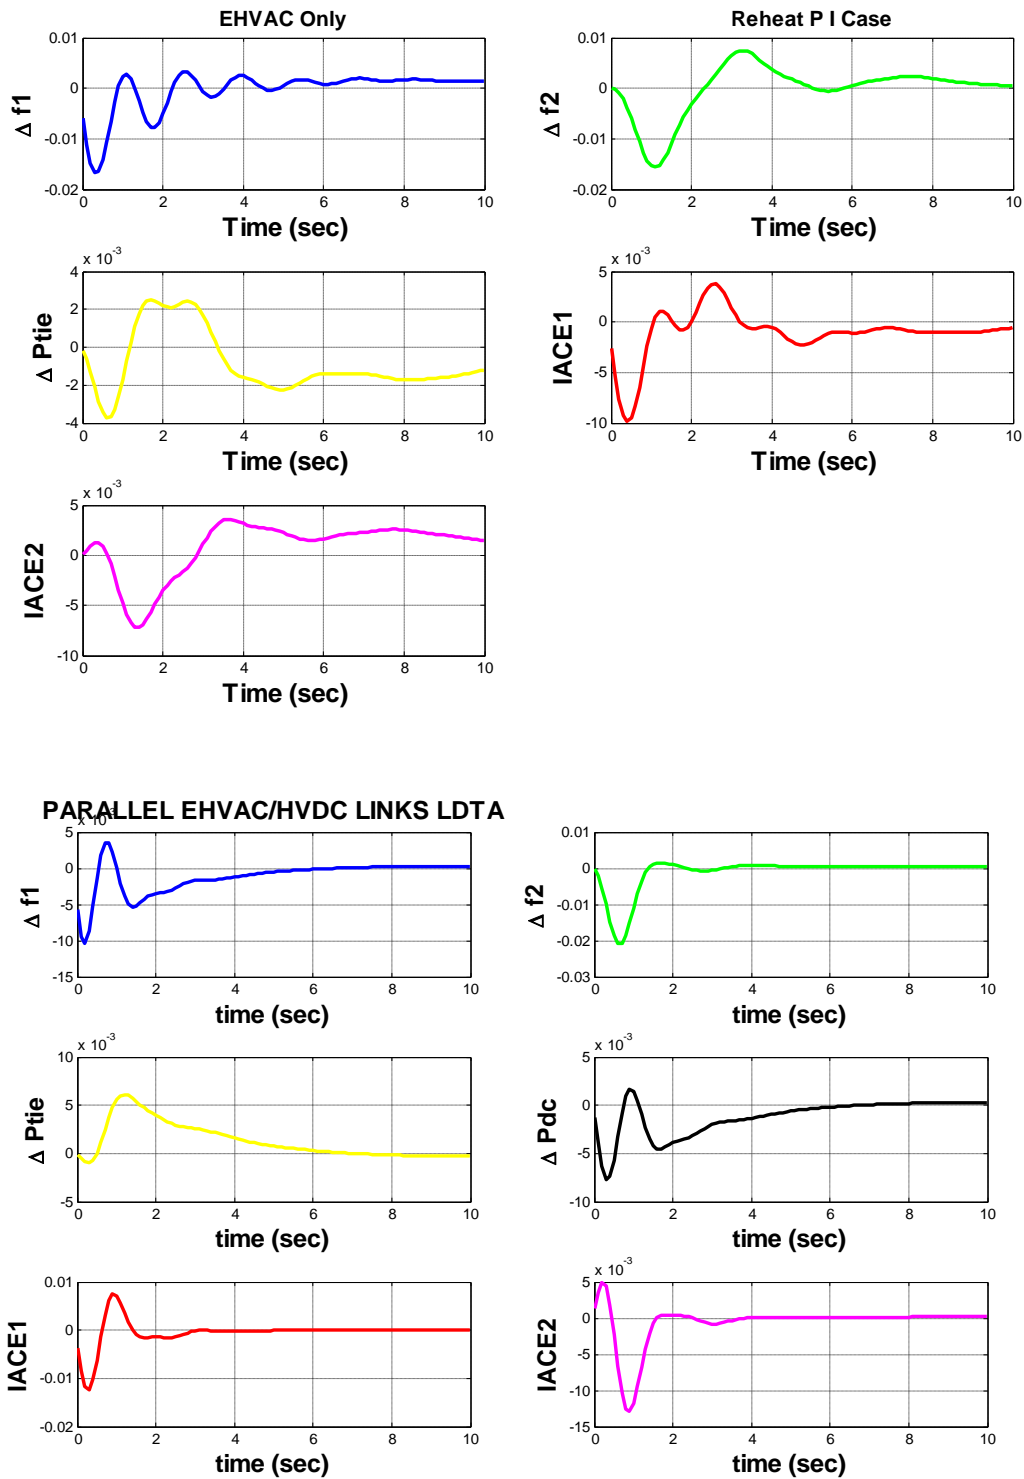 EHVAC Only
0.01
0
-0.01
-0.02
0 2 4 6 8 10
Δ f1
Time (sec)
Reheat P I Case
0.01
0
-0.01
-0.02
0 2 4 6 8 10
Δ f2
Time (sec)
x 10-3
4
2
0
-2
-4
0 2 4 6 8 10
Δ Ptie
Time (sec)
x 10-3
5
0
-5
-10
0 2 4 6 8 10
IACE1
Time (sec)
x 10-3
5
0
-5
-10
0 2 4 6 8 10
IACE2
Time (sec)
PARALLEL EHVAC/HVDC LINKS LDTA
x 10-3
5
0
-5
-10
-15
0 2 4 6 8 10
Δ f1
time (sec)
0.01
0
-0.01
-0.02
-0.03
0 2 4 6 8 10
Δ f2
time (sec)
x 10-3
10
5
0
-5
0 2 4 6 8 10
Δ Ptie
time (sec)
x 10-3
5
0
-5
-10
0 2 4 6 8 10
Δ Pdc
time (sec)
0.01
0
-0.01
-0.02
0 2 4 6 8 10
IACE1
time (sec)
x 10-3
5
0
-5
-10
-15
0 2 4 6 8 10
IACE2
time (sec)